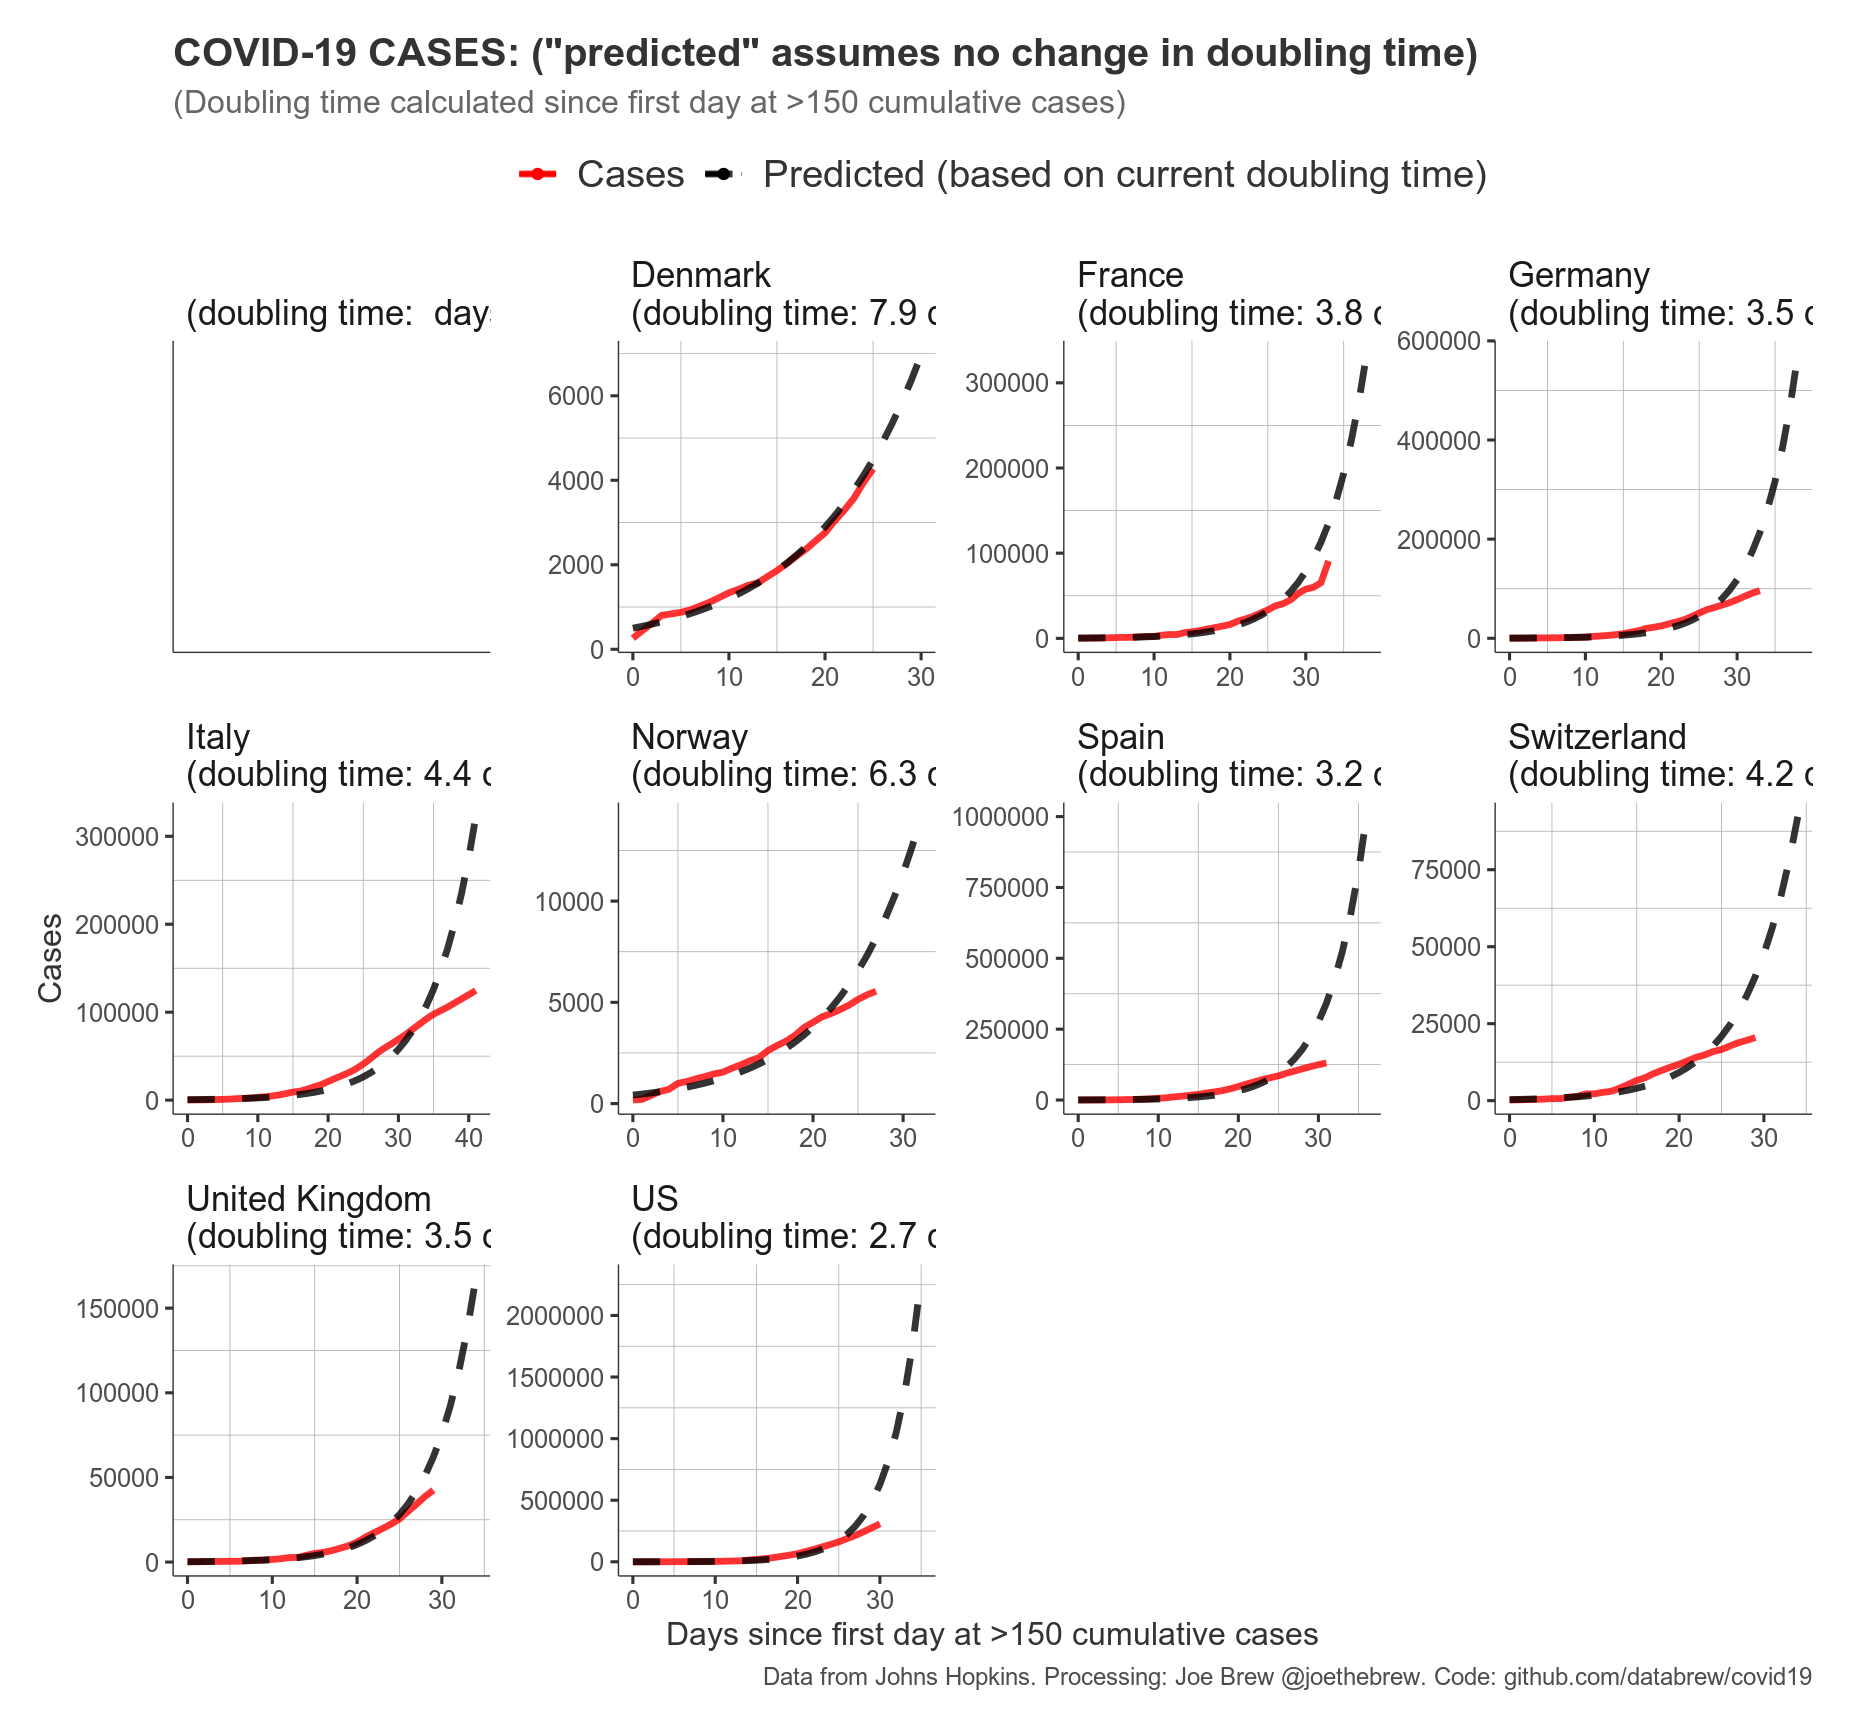 COVID-19 CASES: ("predicted" assumes no change in doubling time)
(Doubling time calculated since first day at >150 cumulative cases)
Cases
Predicted (based on current doubling time)
(doubling time:  days
Denmark
(doubling time: 7.9
6000
4000
2000
0
0 10 20 30
France
(doubling time: 3.8
300000
200000
100000
0
0 10 20 30
Germany
(doubling time: 3.5
600000
400000
200000
0
0 10 20 30
Cases
Italy
(doubling time: 4.4
300000
200000
100000
0
0 10 20 30 40
Norway
(doubling time: 6.3
10000
5000
0
0 10 20 30
Spain
(doubling time: 3.2
1000000
750000
500000
250000
0
0 10 20 30
Switzerland
(doubling time: 4.2
75000
50000
25000
0
0 10 20 30
United Kingdom
(doubling time: 3.5
150000
100000
50000
0
0 10 20 30
US
(doubling time: 2.7
2000000
1500000
1000000
500000
0
0 10 20 30
Days since first day at >150 cumulative cases
Data from Johns Hopkins. Processing: Joe Brew @joethebrew. Code: github.com/databrew/covid19